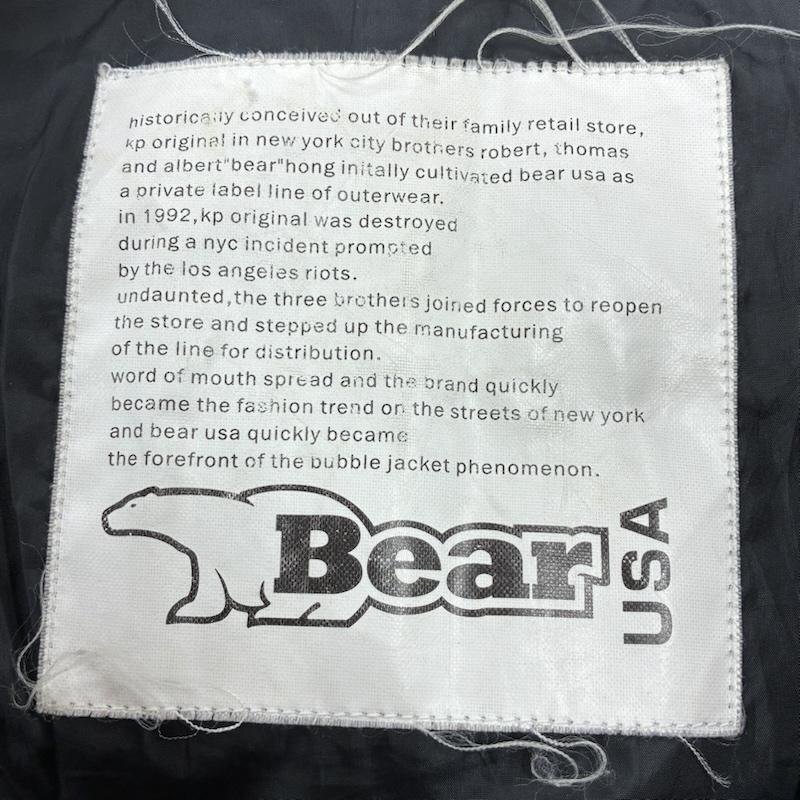 historically conceived out of their family retail store,
kp original in new york city brothers robert, thomas
and albert"bear"hong initally cultivated bear usa as
a private label line of outerwear.
in 1992,kp original was destroyed
during a nyc incident prompted
by the los angeles riots.
undaunted,the three brothers joined forces to reopen
the store and stepped up the manufacturing
of the line for distribution.
word of mouth spread and the brand quickly
became the fashion trend on the streets of new york
and bear usa quickly became
the forefront of the bubble jacket phenomenon.
Bear USA